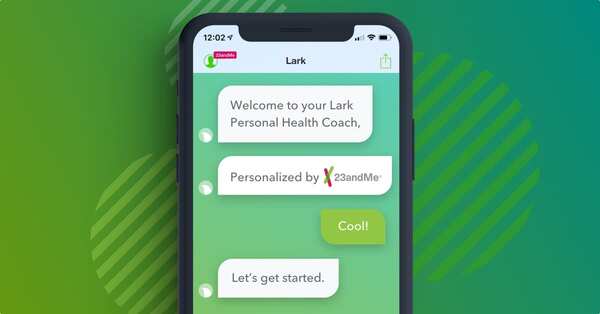 12:02
23andMe
Lark
Welcome to your Lark
Personal Health Coach,
Personalized by 23andMe
Cool!
Let's get started.